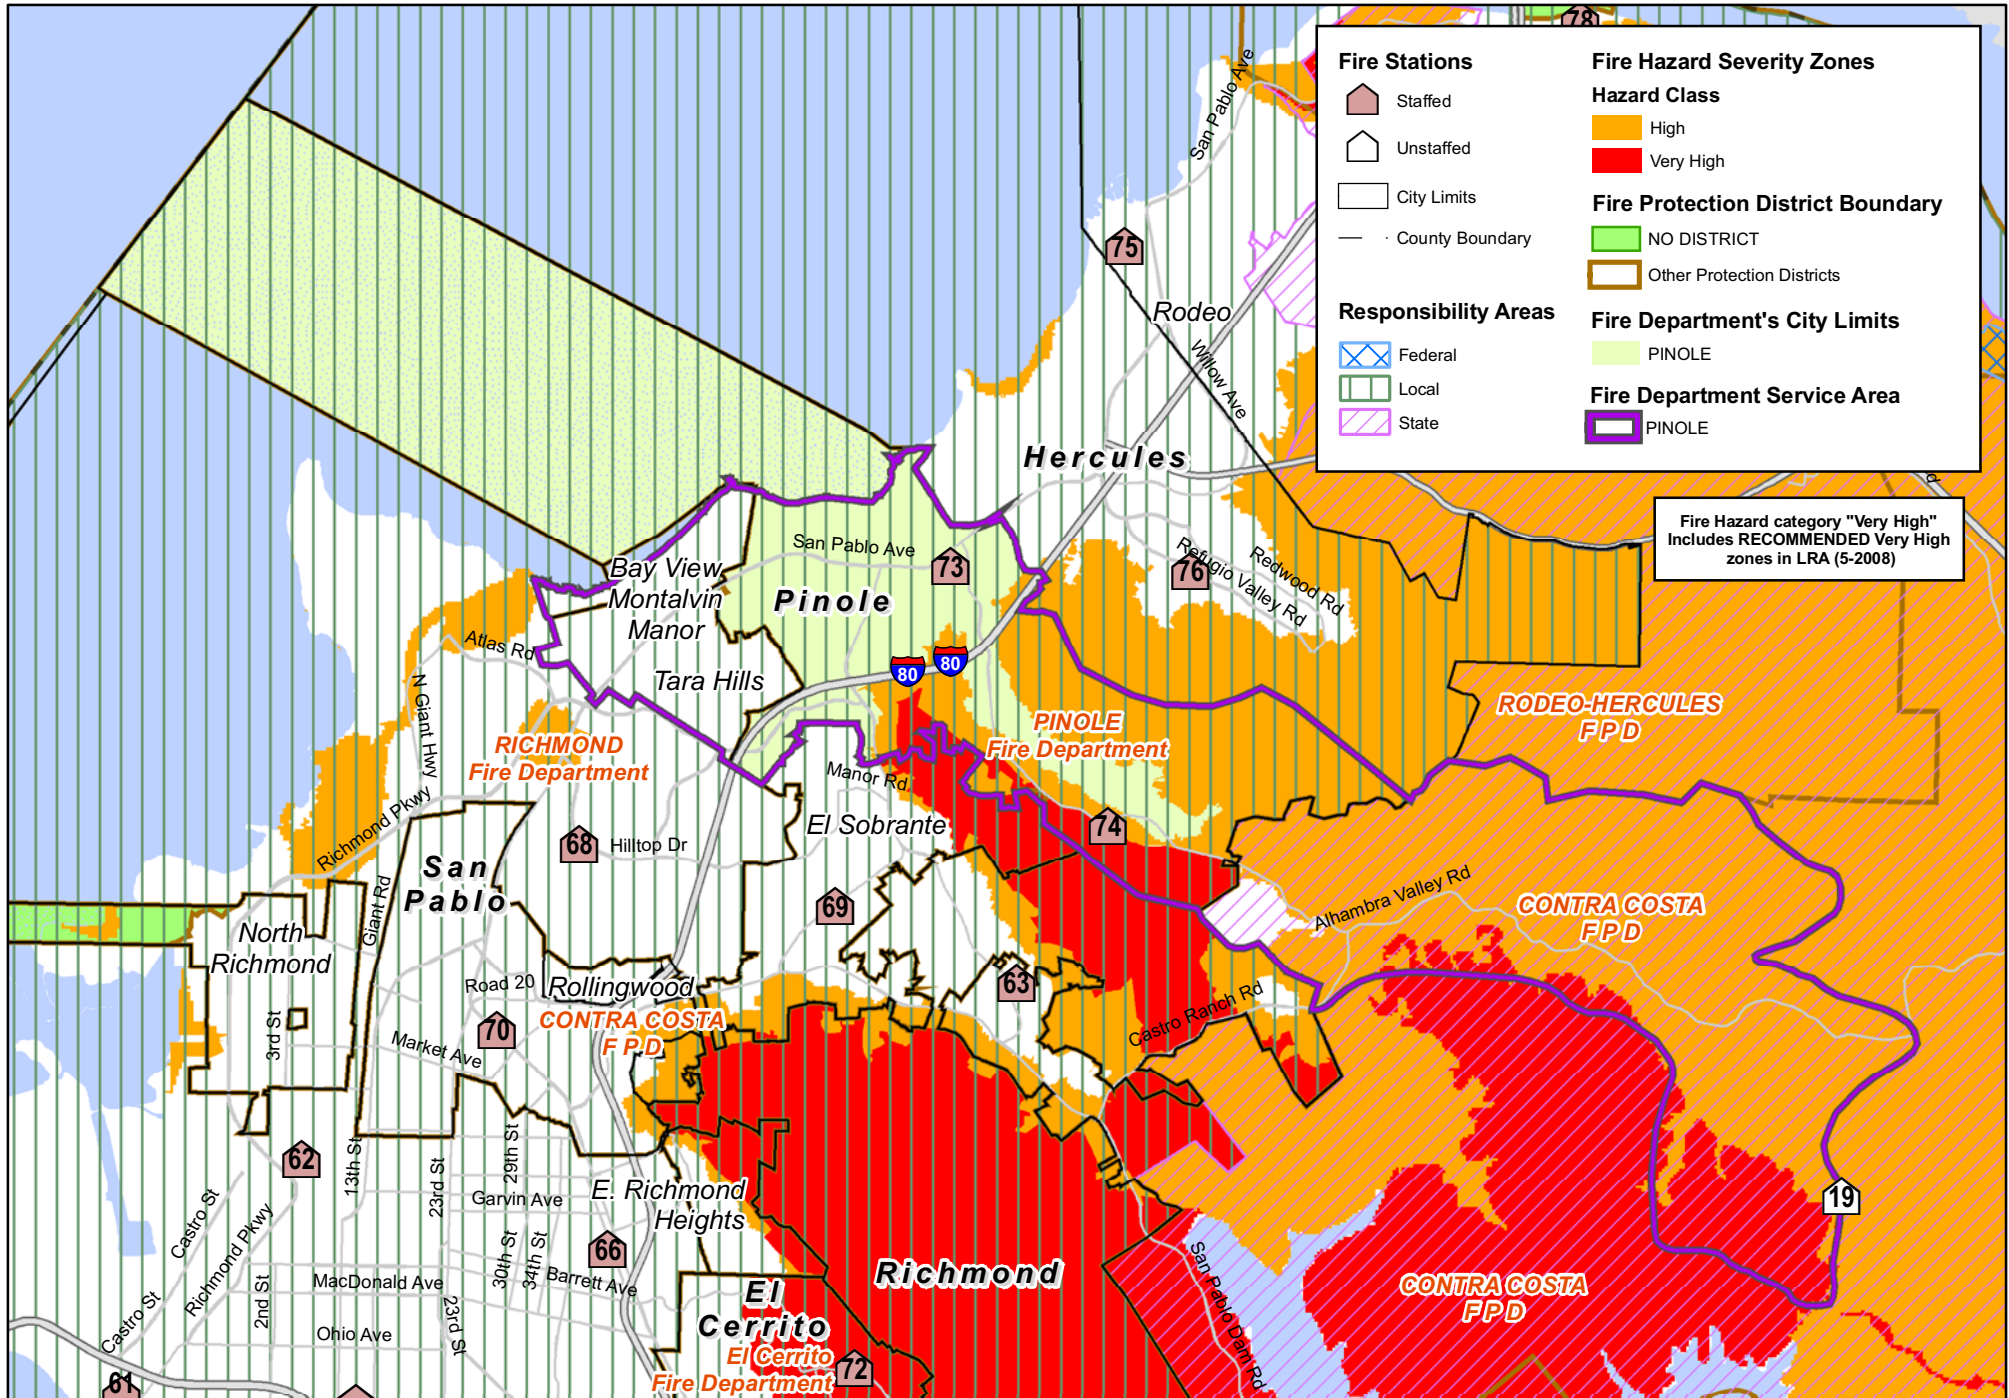 78
Fire Stations
Staffed
Unstaffed
City Limits
County Boundary
Responsibility Areas
Federal
Local
State
Fire Hazard Severity Zones
Hazard Class
High
Very High
Fire Protection District Boundary
NO DISTRICT
Other Protection Districts
Fire Department's City Limits
PINOLE
Fire Department Service Area
PINOLE
Fire Hazard category "Very High"
Includes RECOMMENDED Very High
zones in LRA (5-2008)
d
San Pablo Ave
75
Rodeo
Willow Ave
Hercules
San Pablo Ave
73
Refugio Valley Rd
Redwood Rd
76
Bay View
Montalvin
Manor
Pinole
Atlas Rd
Tara Hills
80
80
N Giant Hwy
RICHMOND
Fire Department
PINOLE
Fire Department
RODEO-HERCULES
F P D
Manor Rd
Richmond Pkwy
El Sobrante
74
68
Hilltop Dr
San
Pablo
Giant Rd
69
Alhambra Valley Rd
CONTRA COSTA
F P D
North
Richmond
Road 20
Rollingwood
63
CONTRA COSTA
F P D
Castro Ranch Rd
3rd St
70
Market Ave
62
13th St
29th St
23rd St
Garvin Ave
E. Richmond
Heights
19
Castro St
Richmond Pkwy
66
30th St
34th St
Barrett Ave
MacDonald Ave
2nd St
Richmond
San Pablo Dam Rd
CONTRA COSTA
F P D
El
Cerrito
Castro St
23rd St
Ohio Ave
El Cerrito
Fire Department
72
61